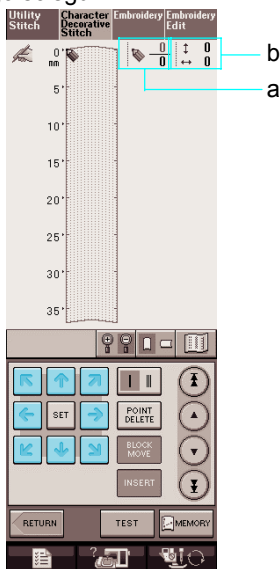 Utility Stitch
Character Decorative Stitch
Embroidery
Embroidery Edit
0
mm
0
0
0
0
b
a
5
10
15
20
25
30
35
SET
POINT DELETE
BLOCK MOVE
INSERT
RETURN
TEST
MEMORY
?